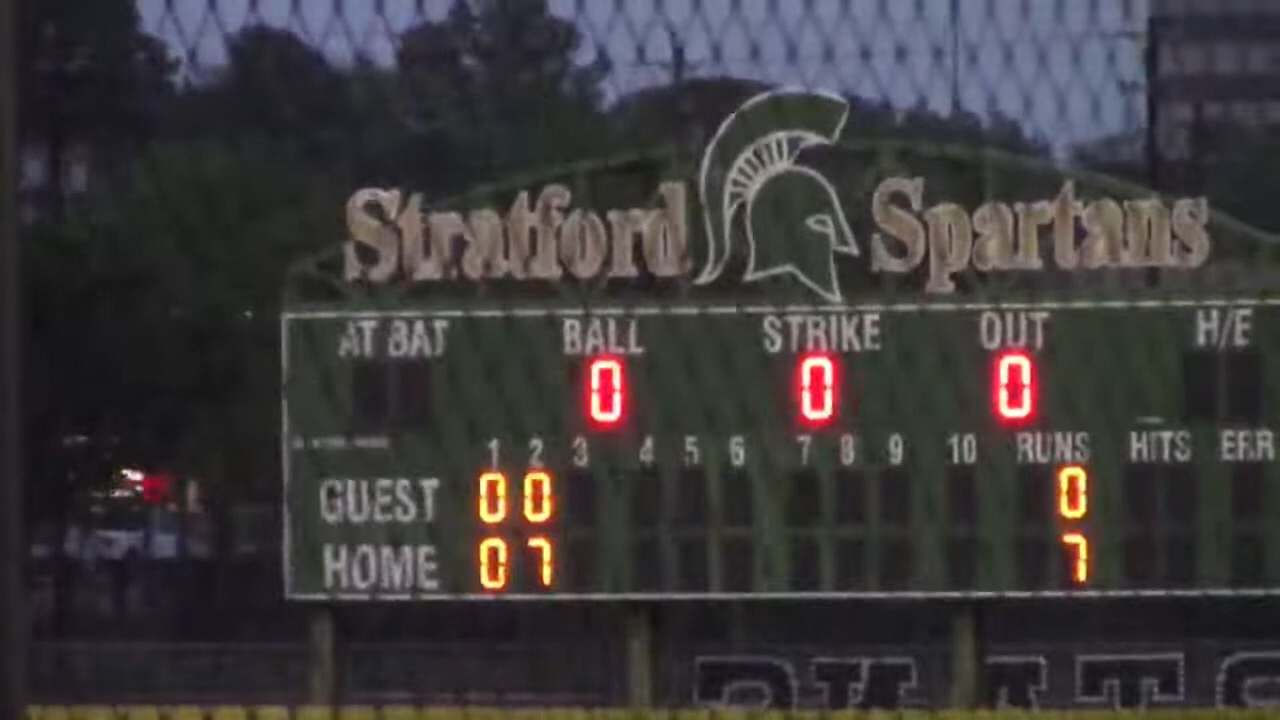 Stratford Spartans
AT BAT BALL STRIKE OUT H/E
0 0 0
1 2 3 4 5 6 7 8 9 10 RUNS HITS ERR
GUEST 0 0 0
HOME 0 7 7